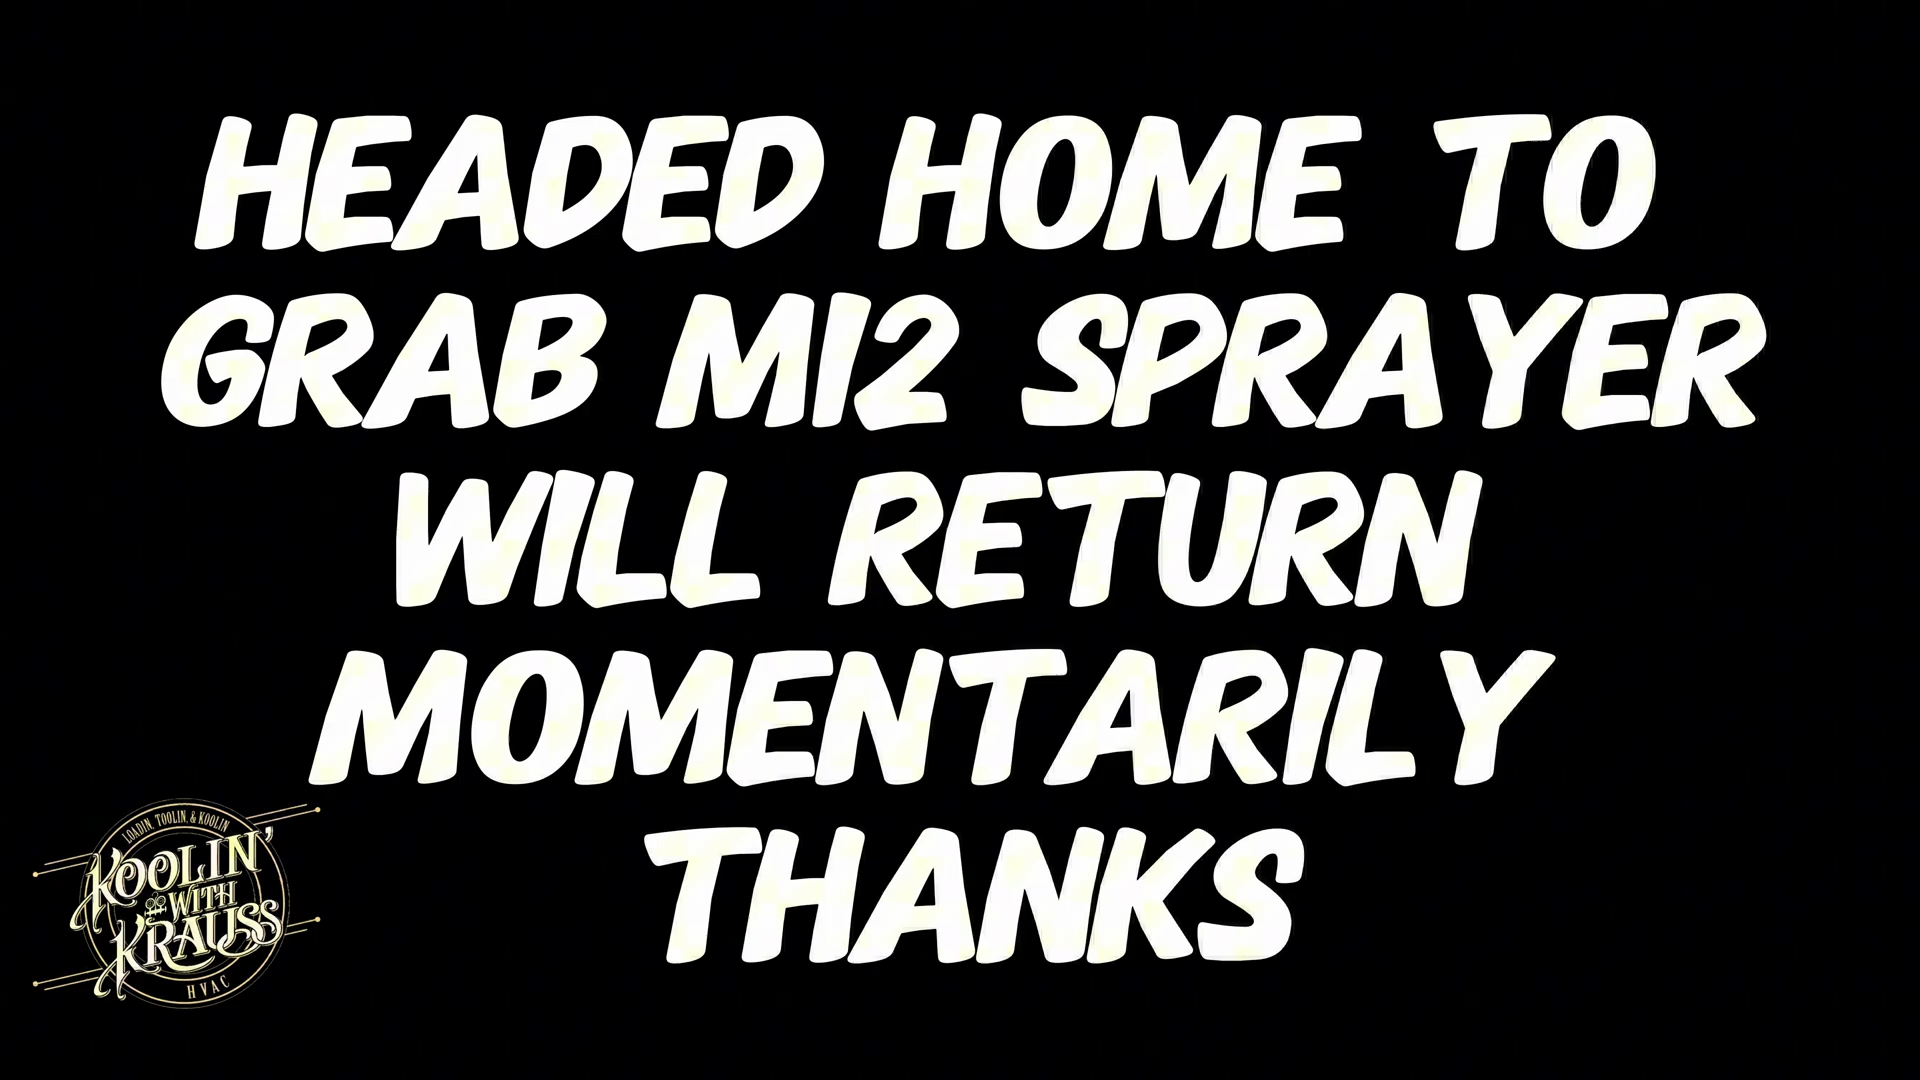 HEADED HOME TO
GRAB M12 SPRAYER
WILL RETURN
MOMENTARILY
THANKS
LOADIN, TOOLIN, & KOOLIN
KOOLIN'
WITH
KRAUSS
HVAC